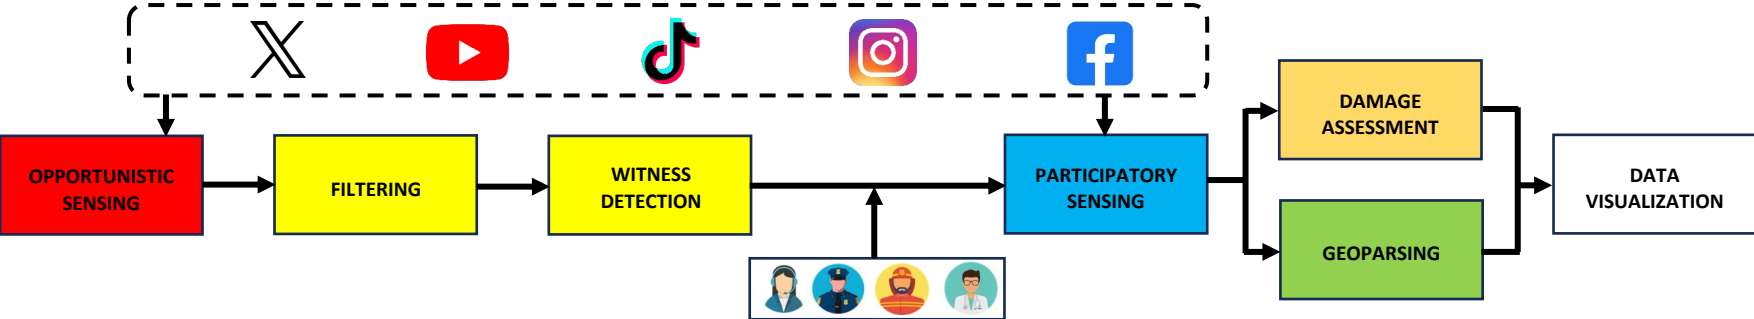 OPPORTUNISTIC
SENSING
FILTERING
WITNESS
DETECTION
PARTICIPATORY
SENSING
DAMAGE
ASSESSMENT
GEOPARSING
DATA
VISUALIZATION